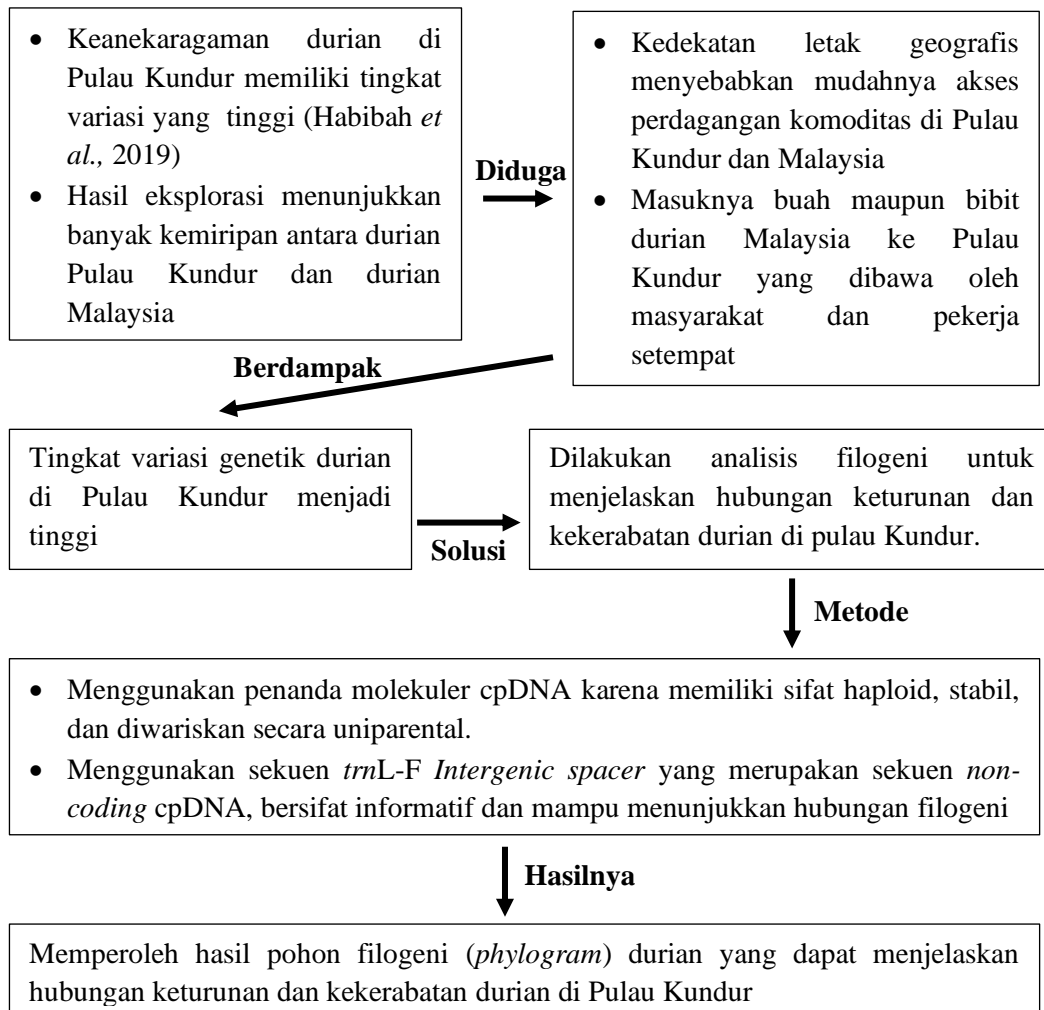 • Keanekaragaman durian di
Pulau Kundur memiliki tingkat
variasi yang tinggi (Habibah et
al., 2019)
• Hasil eksplorasi menunjukkan
banyak kemiripan antara durian
Pulau Kundur dan durian
Malaysia
Diduga
• Kedekatan letak geografis
menyebabkan mudahnya akses
perdagangan komoditas di Pulau
Kundur dan Malaysia
• Masuknya buah maupun bibit
durian Malaysia ke Pulau
Kundur yang dibawa oleh
masyarakat dan pekerja
setempat
Berdampak
Tingkat variasi genetik durian
di Pulau Kundur menjadi
tinggi
Solusi
Dilakukan analisis filogeni untuk
menjelaskan hubungan keturunan dan
kekerabatan durian di pulau Kundur.
Metode
• Menggunakan penanda molekuler cpDNA karena memiliki sifat haploid, stabil,
dan diwariskan secara uniparental.
• Menggunakan sekuen trnL-F Intergenic spacer yang merupakan sekuen non-
coding cpDNA, bersifat informatif dan mampu menunjukkan hubungan filogeni
Hasilnya
Memperoleh hasil pohon filogeni (phylogram) durian yang dapat menjelaskan
hubungan keturunan dan kekerabatan durian di Pulau Kundur